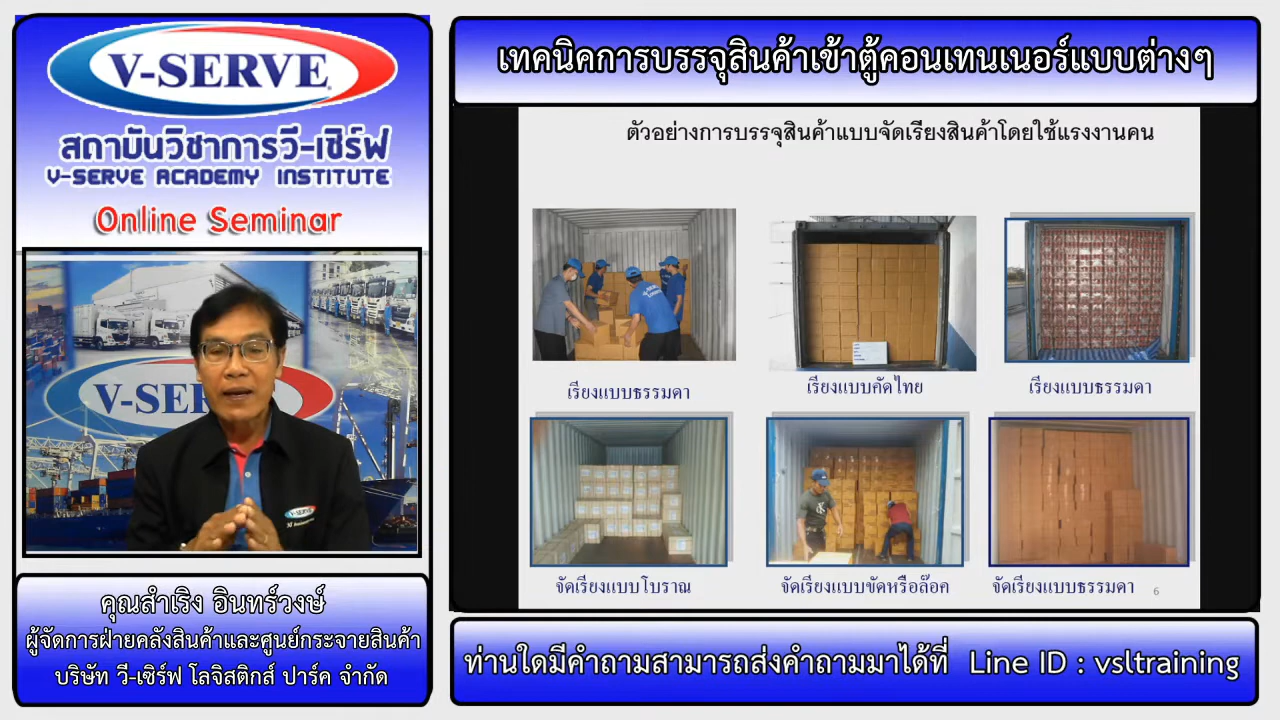 V-SERVE
สถาบันวิชาการวี-เซิร์ฟ
V-SERVE ACADEMY INSTITUTE
Online Seminar
V-SERVE
V-SERVE
คุณสำเริง อินทร์วงษ์
ผู้จัดการฝ่ายคลังสินค้าและศูนย์กระจายสินค้า
บริษัท วี-เซิร์ฟ โลจิสติกส์ ปาร์ค จำกัด
เทคนิคการบรรจุสินค้าเข้าตู้คอนเทนเนอร์แบบต่างๆ
ตัวอย่างการบรรจุสินค้าแบบจัดเรียงสินค้าโดยใช้แรงงานคน
เรียงแบบธรรมดา
เรียงแบบคัดไทย
เรียงแบบธรรมดา
จัดเรียงแบบโบราณ
จัดเรียงแบบขัดหรือล๊อค
จัดเรียงแบบธรรมดา
6
ท่านใดมีคำถามสามารถส่งคำถามมาได้ที่ Line ID : vsltraining